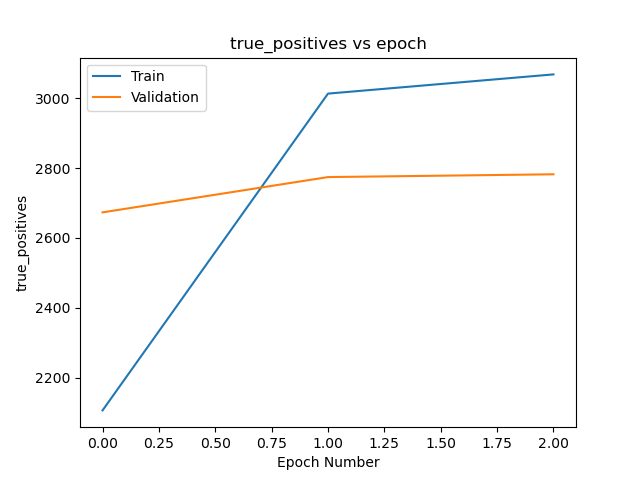 true_positives vs epoch
Train
Validation
3000
2800
2600
2400
2200
true_positives
0.00 0.25 0.50 0.75 1.00 1.25 1.50 1.75 2.00
Epoch Number